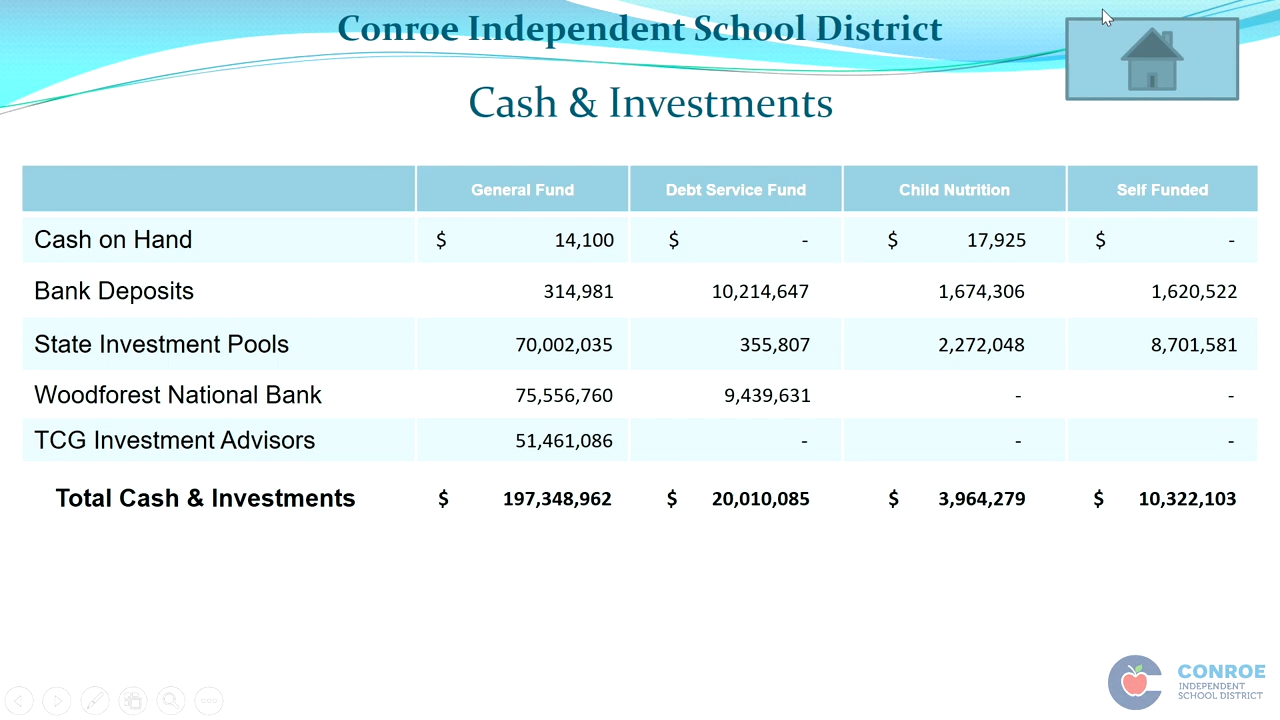 Conroe Independent School District
Cash & Investments
General Fund Debt Service Fund Child Nutrition Self Funded
Cash on Hand $ 14,100 $ - $ 17,925 $ -
Bank Deposits 314,981 10,214,647 1,674,306 1,620,522
State Investment Pools 70,002,035 355,807 2,272,048 8,701,581
Woodforest National Bank 75,556,760 9,439,631 - -
TCG Investment Advisors 51,461,086 - - -
Total Cash & Investments $ 197,348,962 $ 20,010,085 $ 3,964,279 $ 10,322,103
CONROE
INDEPENDENT
SCHOOL DISTRICT